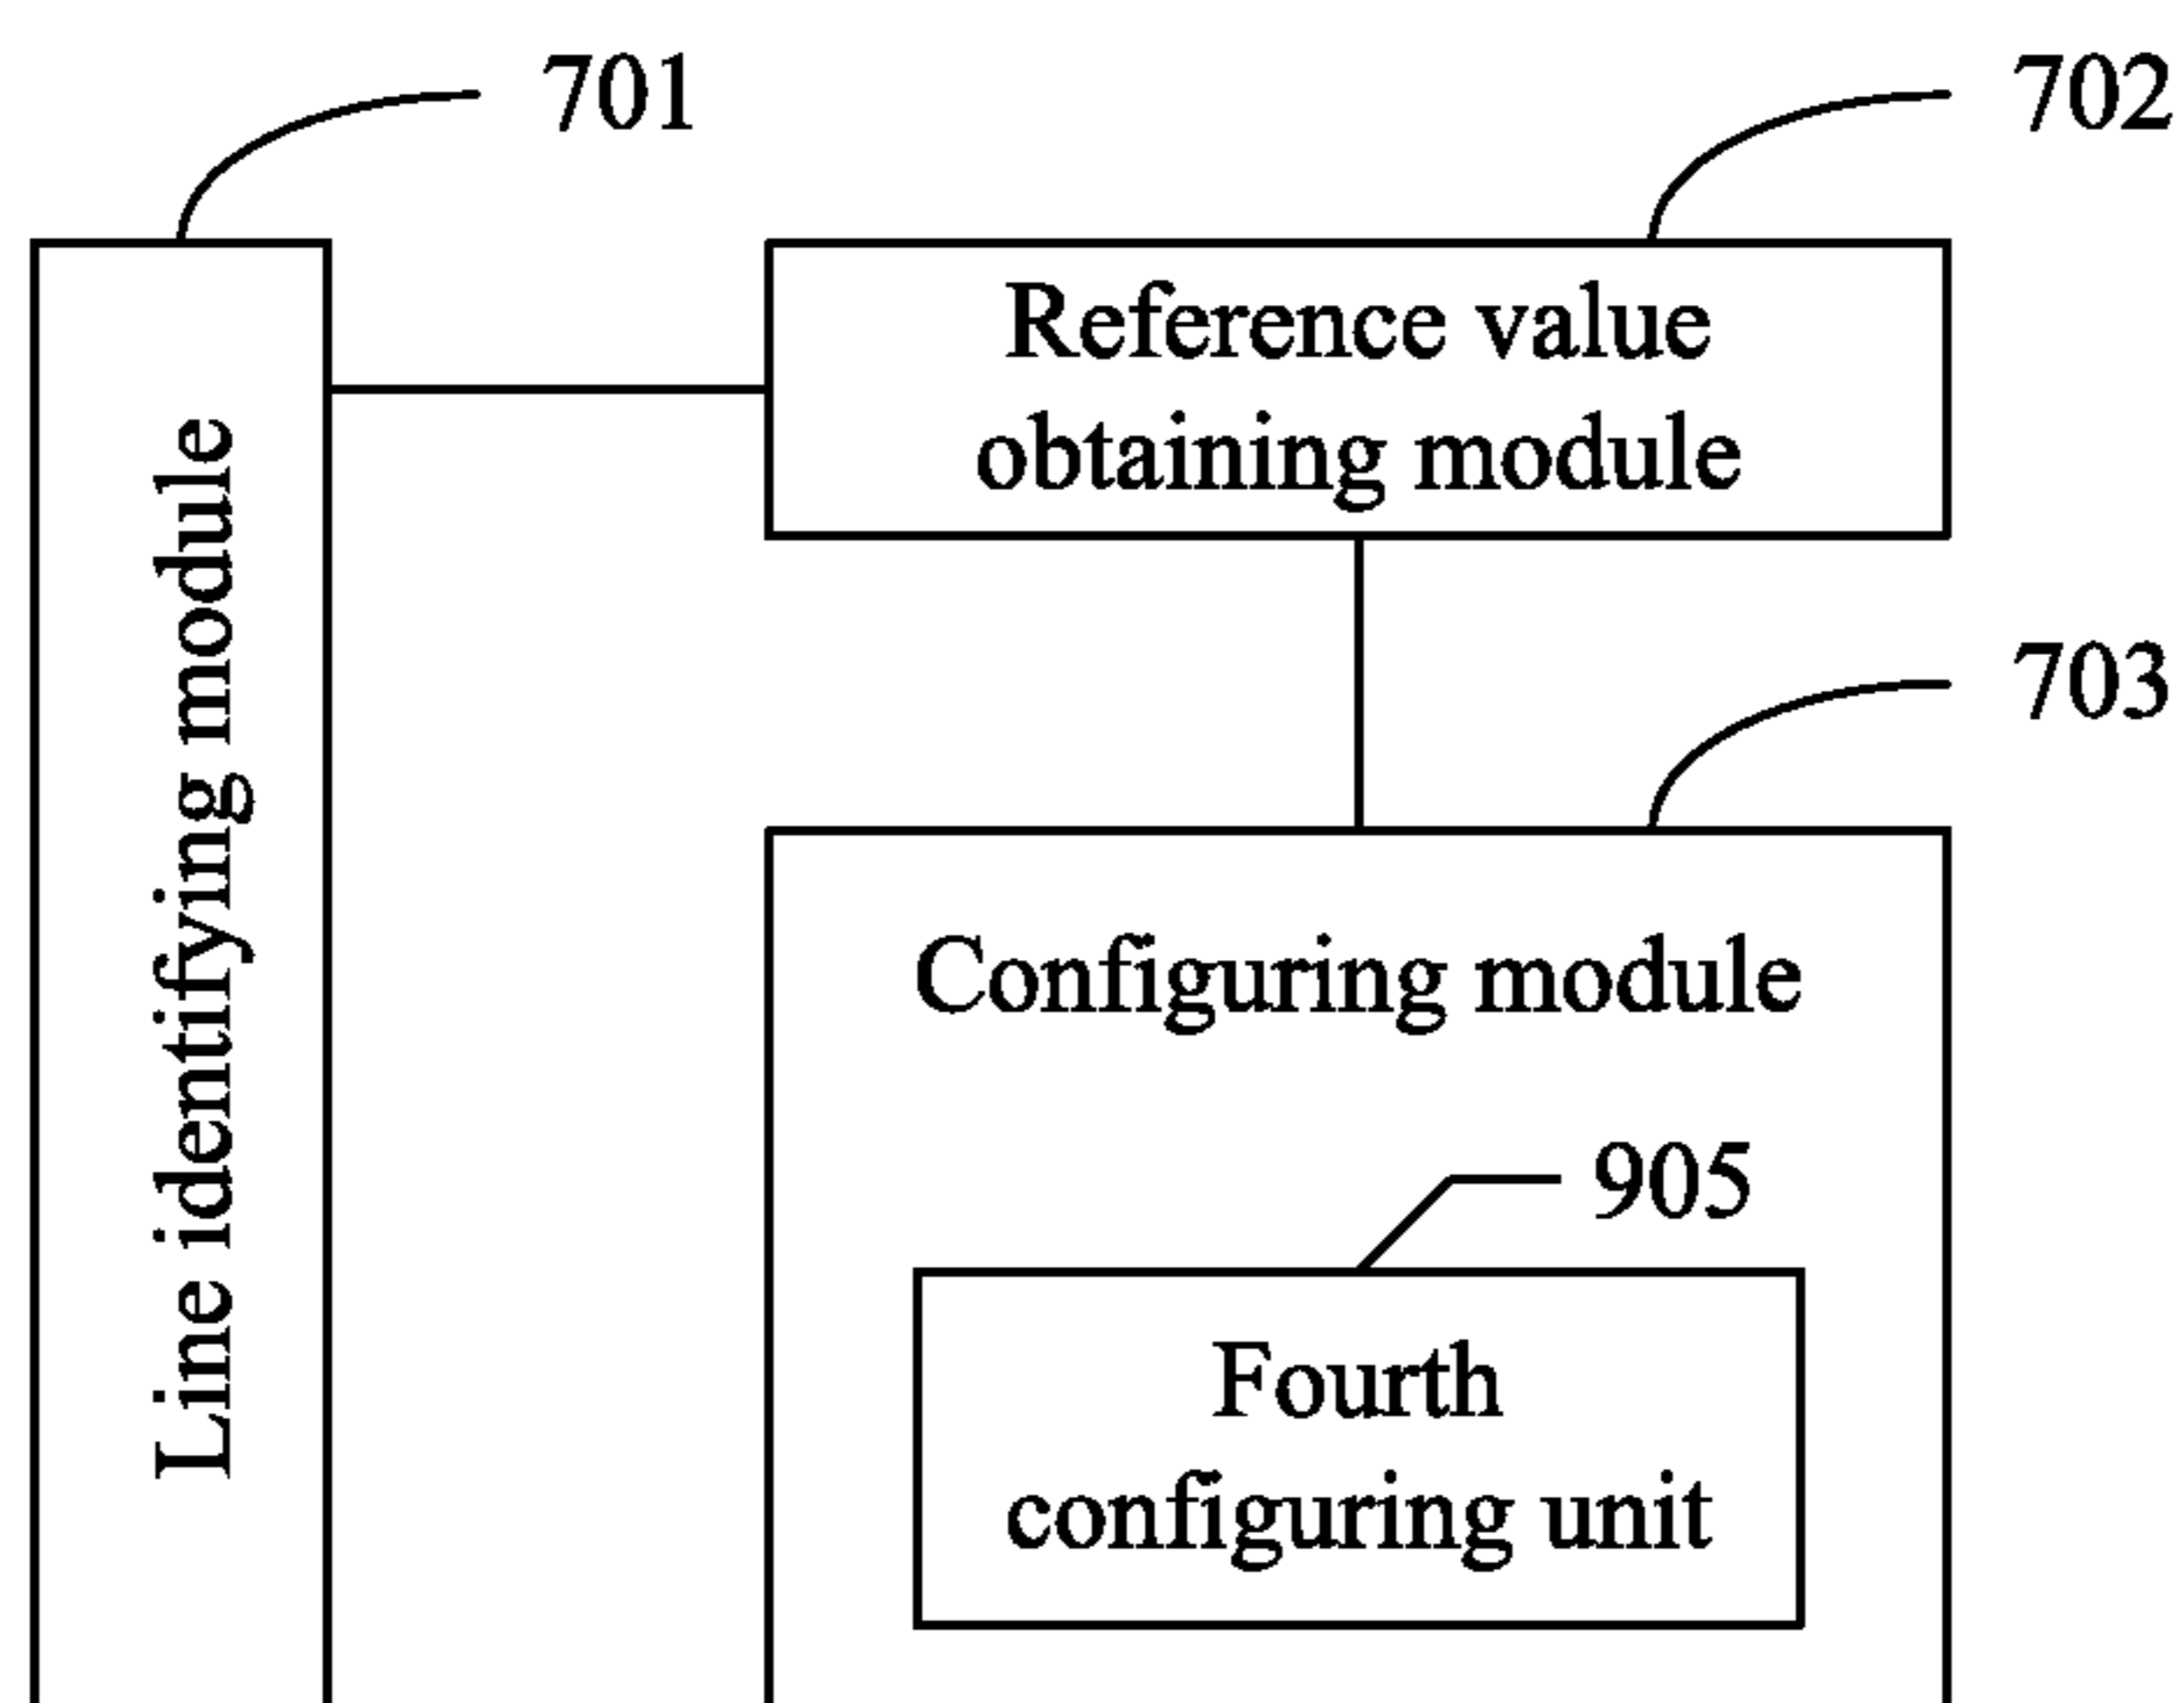 701
702
Reference value
obtaining module
Line identifying module
703
Configuring module
905
Fourth
configuring unit